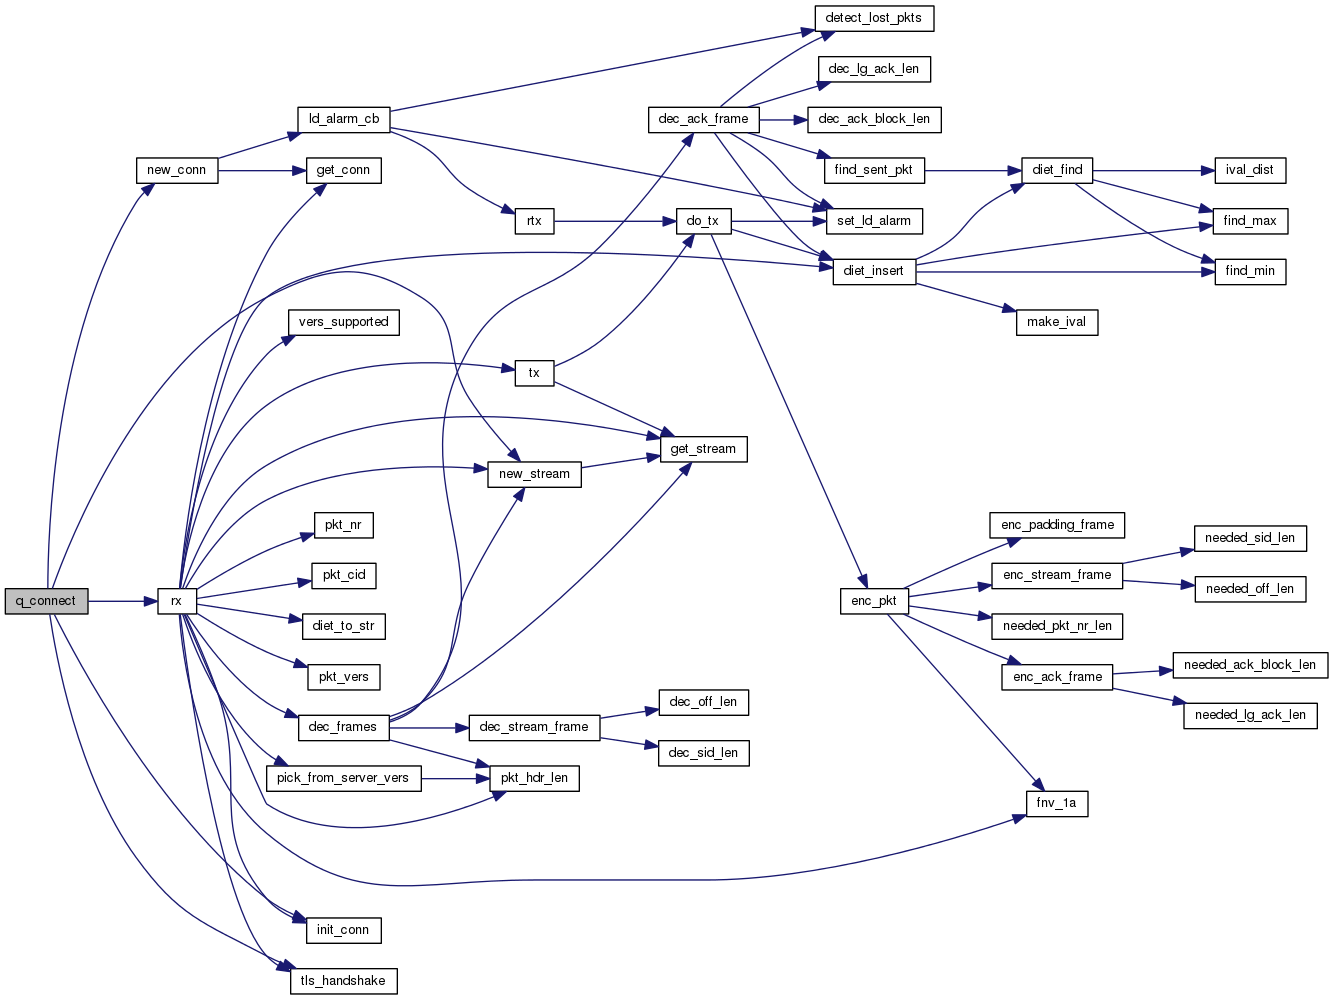 detect_lost_pkts
dec_lg_ack_len
ld_alarm_cb
dec_ack_frame
dec_ack_block_len
new_conn
get_conn
find_sent_pkt
diet_find
ival_dist
rtx
do_tx
set_ld_alarm
find_max
diet_insert
find_min
vers_supported
make_ival
tx
get_stream
new_stream
pkt_nr
enc_padding_frame
needed_sid_len
pkt_cid
enc_stream_frame
needed_off_len
q_connect
rx
enc_pkt
diet_to_str
needed_pkt_nr_len
pkt_vers
enc_ack_frame
needed_ack_block_len
dec_off_len
needed_lg_ack_len
dec_frames
dec_stream_frame
dec_sid_len
pick_from_server_vers
pkt_hdr_len
fnv_1a
init_conn
tls_handshake